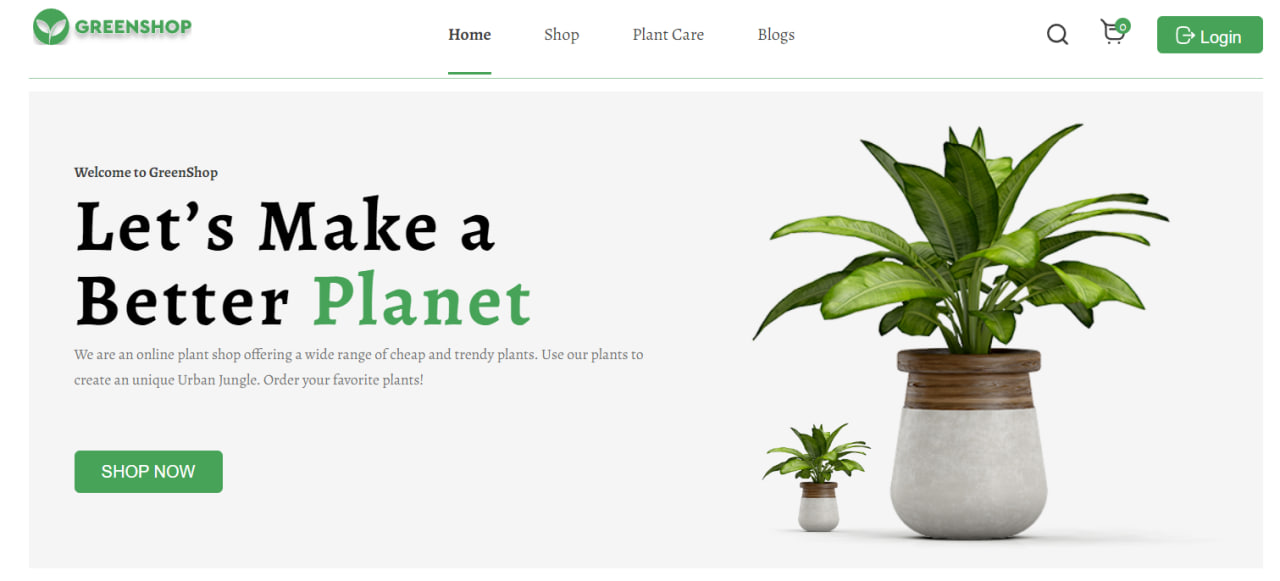 GREENSHOP
Home
Shop
Plant Care
Blogs
0
Login
Welcome to GreenShop
Let's Make a
Better Planet
We are an online plant shop offering a wide range of cheap and trendy plants. Use our plants to
create an unique Urban Jungle. Order your favorite plants!
SHOP NOW